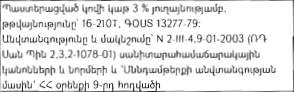 Պաստերացված կովի կաթ 3 % յուղայնությամբ,
թթվայնությունը՝ 16-210T, ԳՕՍՏ 13277-79:
Անվտանգությունը և մակնշումը՝ N 2-III-4,9-01-2003 (ՌԴ
Սան Պին 2,3,2-1078-01) սանիտարահամաճարակային
կանոնների և նորմերի և «Սննդամթերքի անվտանգության
մասին՝ ՀՀ օրենքի 9-րդ հոդվածի